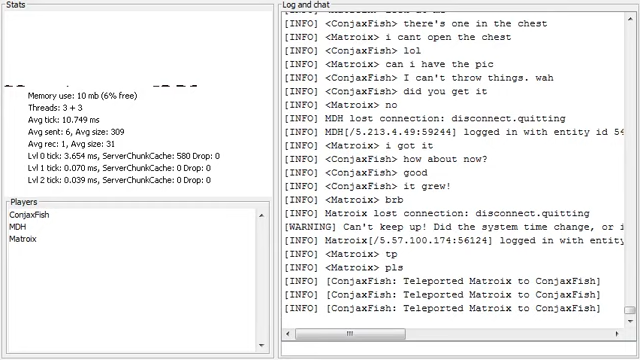 Stats
Memory use: 10 mb (6% free)
Threads: 3 + 3
Avg tick: 10.749 ms
Avg sent: 6, Avg size: 309
Avg rec: 1, Avg size: 31
Lvl 0 tick: 3.654 ms, ServerChunkCache: 580 Drop: 0
Lvl 1 tick: 0.070 ms, ServerChunkCache: 0 Drop: 0
Lvl 2 tick: 0.039 ms, ServerChunkCache: 0 Drop: 0
Players
ConjaxFish
MDH
Matroix
Log and chat
[INFO] <ConjaxFish> there's one in the chest
[INFO] <Matroix> i cant open the chest
[INFO] <ConjaxFish> lol
[INFO] <Matroix> can i have the pic
[INFO] <ConjaxFish> I can't throw things. wah
[INFO] <ConjaxFish> did you get it
[INFO] <Matroix> no
[INFO] MDH lost connection: disconnect.quitting
[INFO] MDH[/5.213.4.49:59244] logged in with entity id 54
[INFO] <Matroix> i got it
[INFO] <ConjaxFish> how about now?
[INFO] <ConjaxFish> good
[INFO] <ConjaxFish> it grew!
[INFO] <Matroix> brb
[INFO] Matroix lost connection: disconnect.quitting
[WARNING] Can't keep up! Did the system time change, or i
[INFO] Matroix[/5.57.100.174:56124] logged in with entity
[INFO] <Matroix> tp
[INFO] <Matroix> pls
[INFO] [ConjaxFish: Teleported Matroix to ConjaxFish]
[INFO] [ConjaxFish: Teleported Matroix to ConjaxFish]
[INFO] [ConjaxFish: Teleported Matroix to ConjaxFish]